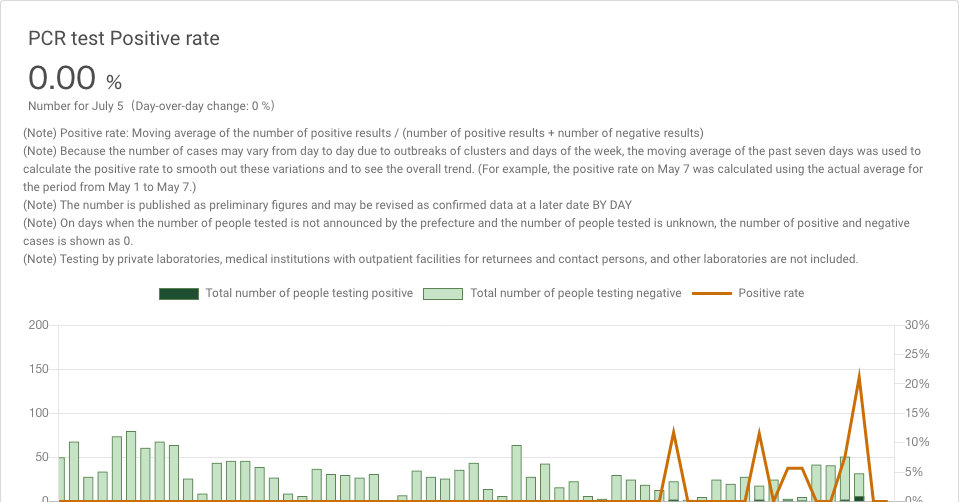 PCR test Positive rate
0.00 %
Number for July 5（Day-over-day change: 0 %）
(Note) Positive rate: Moving average of the number of positive results / (number of positive results + number of negative results)
(Note) Because the number of cases may vary from day to day due to outbreaks of clusters and days of the week, the moving average of the past seven days was used to
calculate the positive rate to smooth out these variations and to see the overall trend. (For example, the positive rate on May 7 was calculated using the actual average for
the period from May 1 to May 7.)
(Note) The number is published as preliminary figures and may be revised as confirmed data at a later date BY DAY
(Note) On days when the number of people tested is not announced by the prefecture and the number of people tested is unknown, the number of positive and negative
cases is shown as 0.
(Note) Testing by private laboratories, medical institutions with outpatient facilities for returnees and contact persons, and other laboratories are not included.
Total number of people testing positive Total number of people testing negative Positive rate
200 30%
25%
150
20%
100 15%
10%
50
5%
0 0%